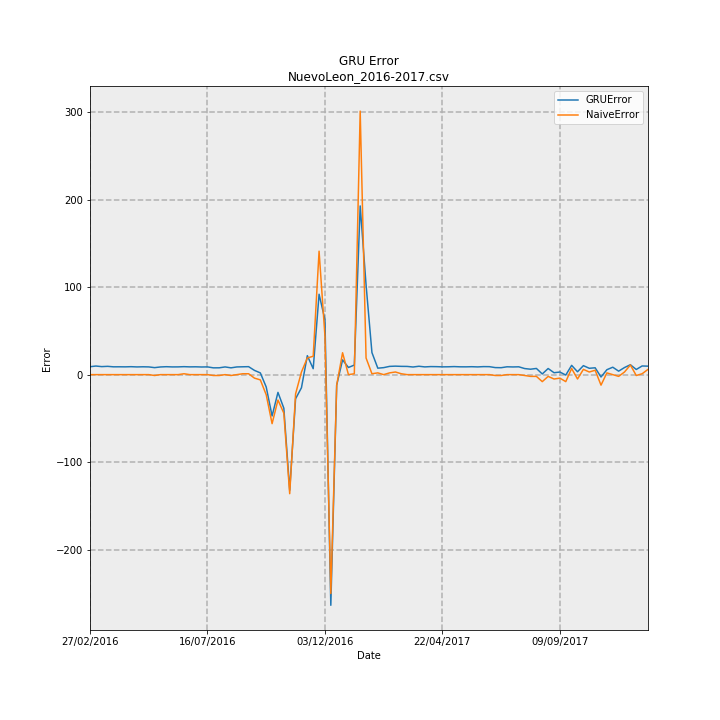 GRU Error
NuevoLeon_2016-2017.csv
GRUError
NaiveError
300
200
100
0
−100
−200
Error
27/02/2016
16/07/2016
03/12/2016
22/04/2017
09/09/2017
Date